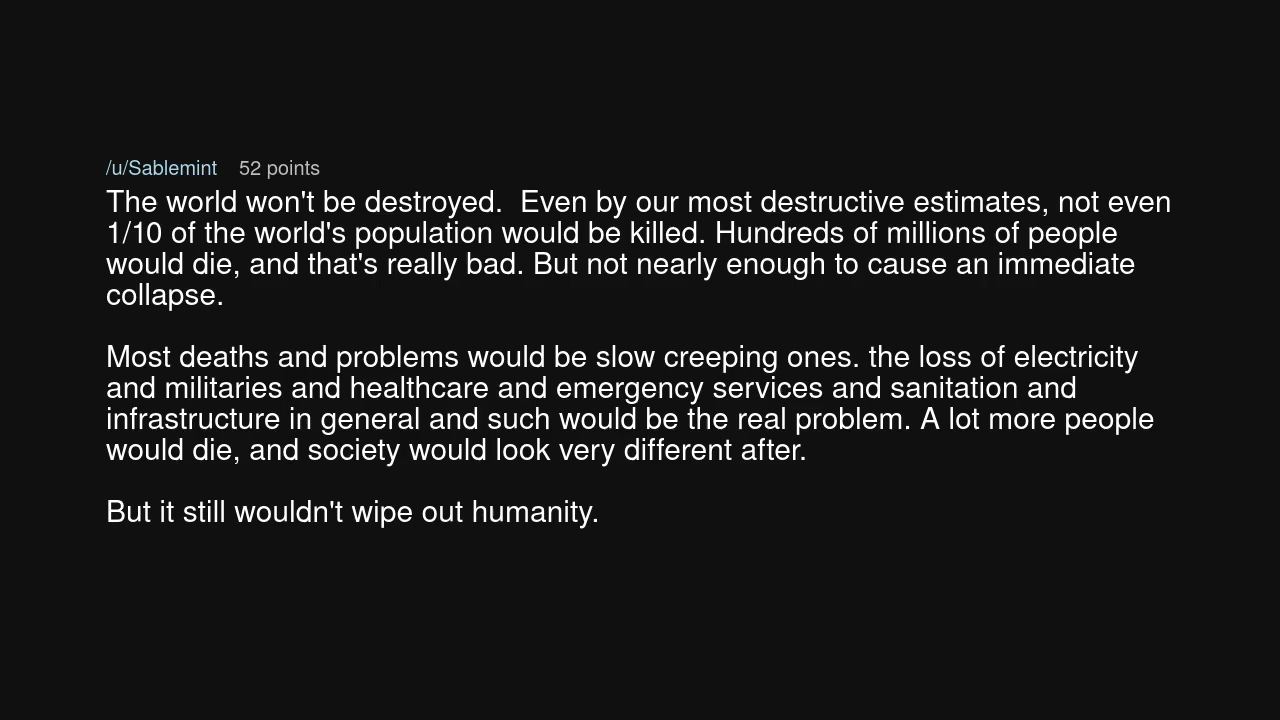 /u/Sablemint 52 points
The world won't be destroyed.  Even by our most destructive estimates, not even
1/10 of the world's population would be killed. Hundreds of millions of people
would die, and that's really bad. But not nearly enough to cause an immediate
collapse.
Most deaths and problems would be slow creeping ones. the loss of electricity
and militaries and healthcare and emergency services and sanitation and
infrastructure in general and such would be the real problem. A lot more people
would die, and society would look very different after.
But it still wouldn't wipe out humanity.